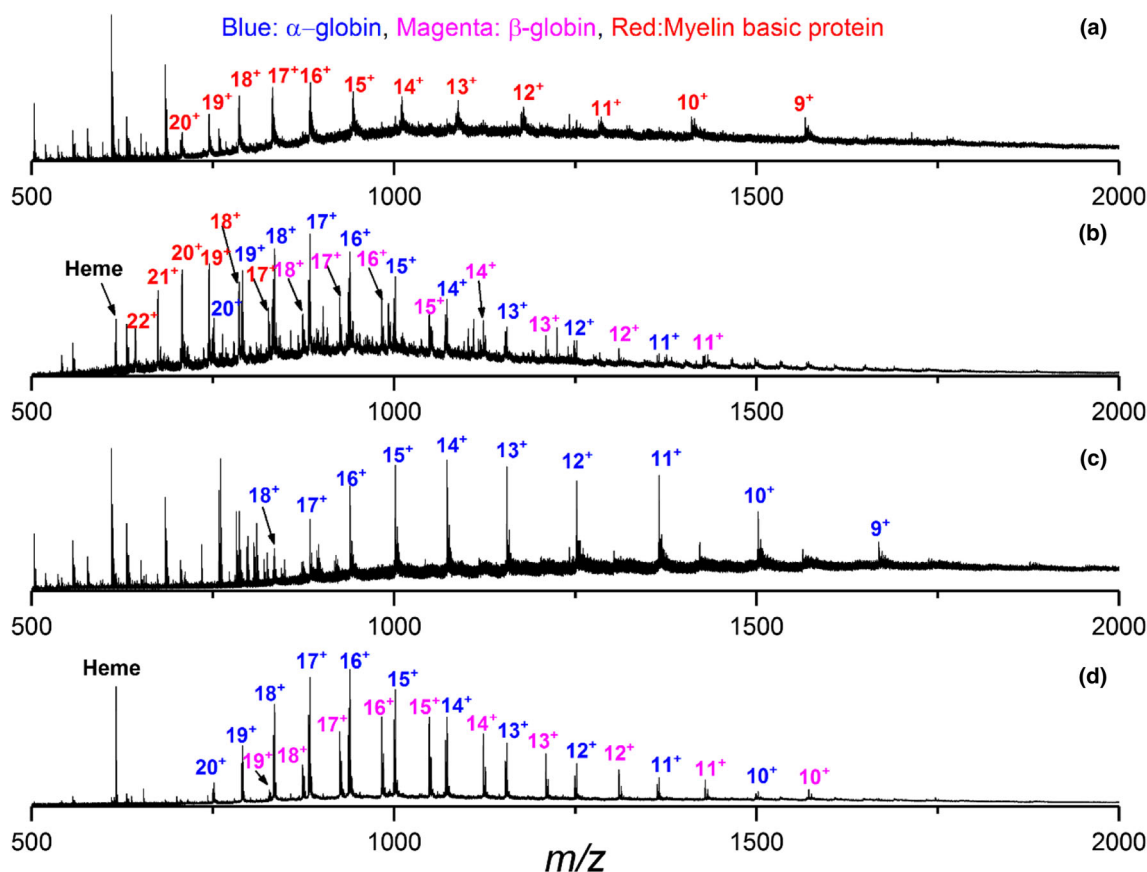 Blue: α–globin, Magenta: β-globin, Red:Myelin basic protein (a)
20+ 19+ 18+ 17+ 16+ 15+ 14+ 13+ 12+ 11+ 10+ 9+
500 1000 1500 2000
(b)
Heme 22+ 21+ 20+ 19+ 18+ 20+ 19+ 17+ 18+ 18+ 17+ 17+ 16+ 16+ 15+ 15+ 14+ 14+ 13+ 13+ 12+ 12+ 11+ 11+
500 1000 1500 2000
(c)
18+ 17+ 16+ 15+ 14+ 13+ 12+ 11+ 10+ 9+
500 1000 1500 2000
(d)
Heme 20+ 19+ 19+ 18+ 18+ 17+ 17+ 16+ 16+ 15+ 15+ 14+ 14+ 13+ 13+ 12+ 12+ 11+ 11+ 10+ 10+
500 1000 1500 2000
m/z